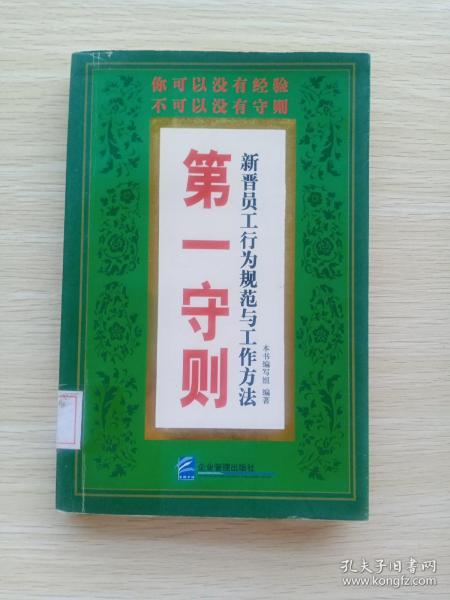 你可以没有经验
不可以没有守则
第一守则
新晋员工行为规范与工作方法
本书编写组 编著
企业管理出版社
孔夫子旧书网
www.kongfz.com